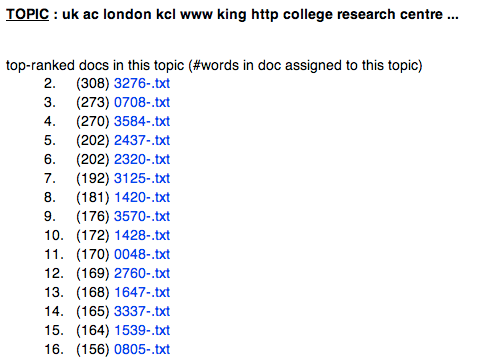 TOPIC : uk ac london kcl www king http college research centre ...
top-ranked docs in this topic (#words in doc assigned to this topic)
2. (308) 3276-.txt
3. (273) 0708-.txt
4. (270) 3584-.txt
5. (202) 2437-.txt
6. (202) 2320-.txt
7. (192) 3125-.txt
8. (181) 1420-.txt
9. (176) 3570-.txt
10. (172) 1428-.txt
11. (170) 0048-.txt
12. (169) 2760-.txt
13. (168) 1647-.txt
14. (165) 3337-.txt
15. (164) 1539-.txt
16. (156) 0805-.txt